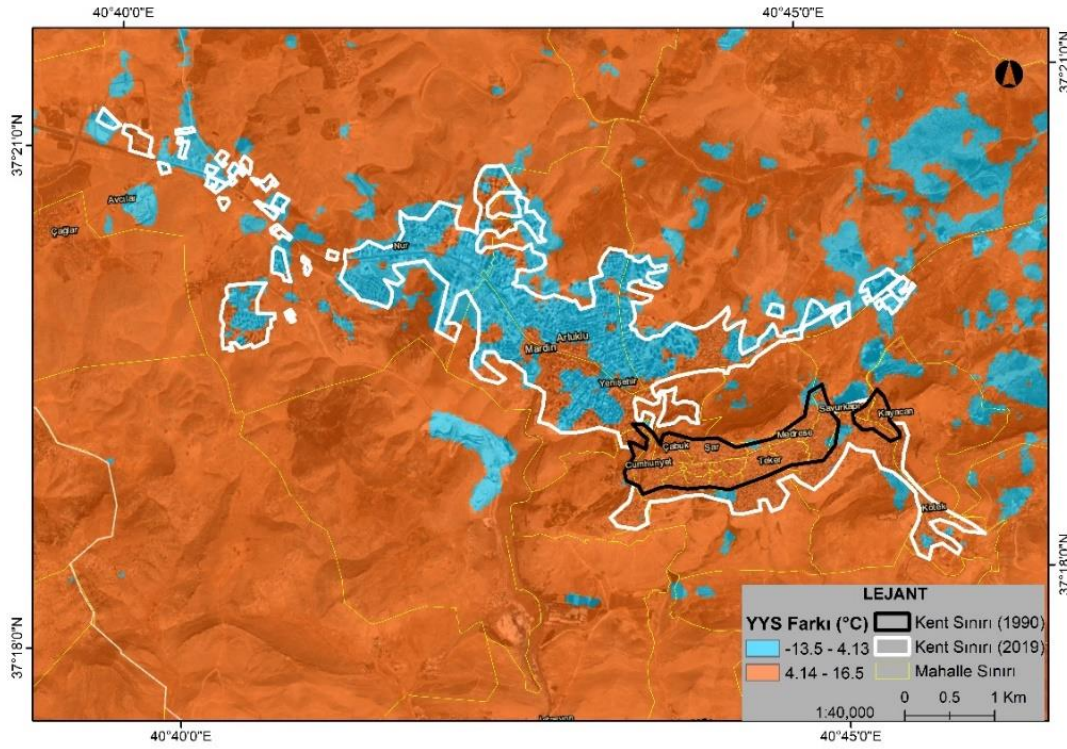 40°40'0"E
40°45'0"E
37°21'0"N
37°21'0"N
Avcılar
Çağlar
Nur
Artuklu
Mardin
Yenişehir
Savurkapı
Kayacan
Medrese
Çabuk
Şar
Cumhuriyet
Teker
Kotek
37°18'0"N
37°18'0"N
LEJANT
YYS Farkı (°C)
-13.5 - 4.13
4.14 - 16.5
Kent Sınırı (1990)
Kent Sınırı (2019)
Mahalle Sınırı
0 0.5 1 Km
1:40,000
40°40'0"E
40°45'0"E